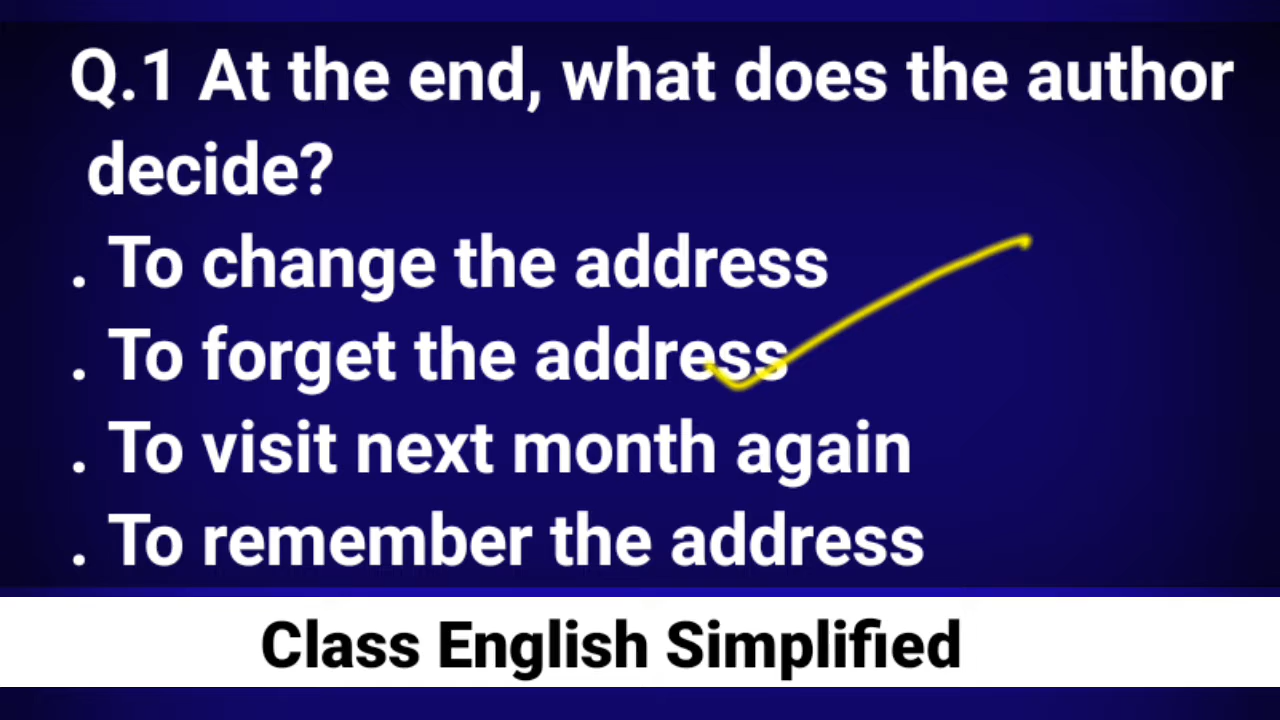 Q.1 At the end, what does the author
decide?
. To change the address
. To forget the address
. To visit next month again
. To remember the address
Class English Simplified